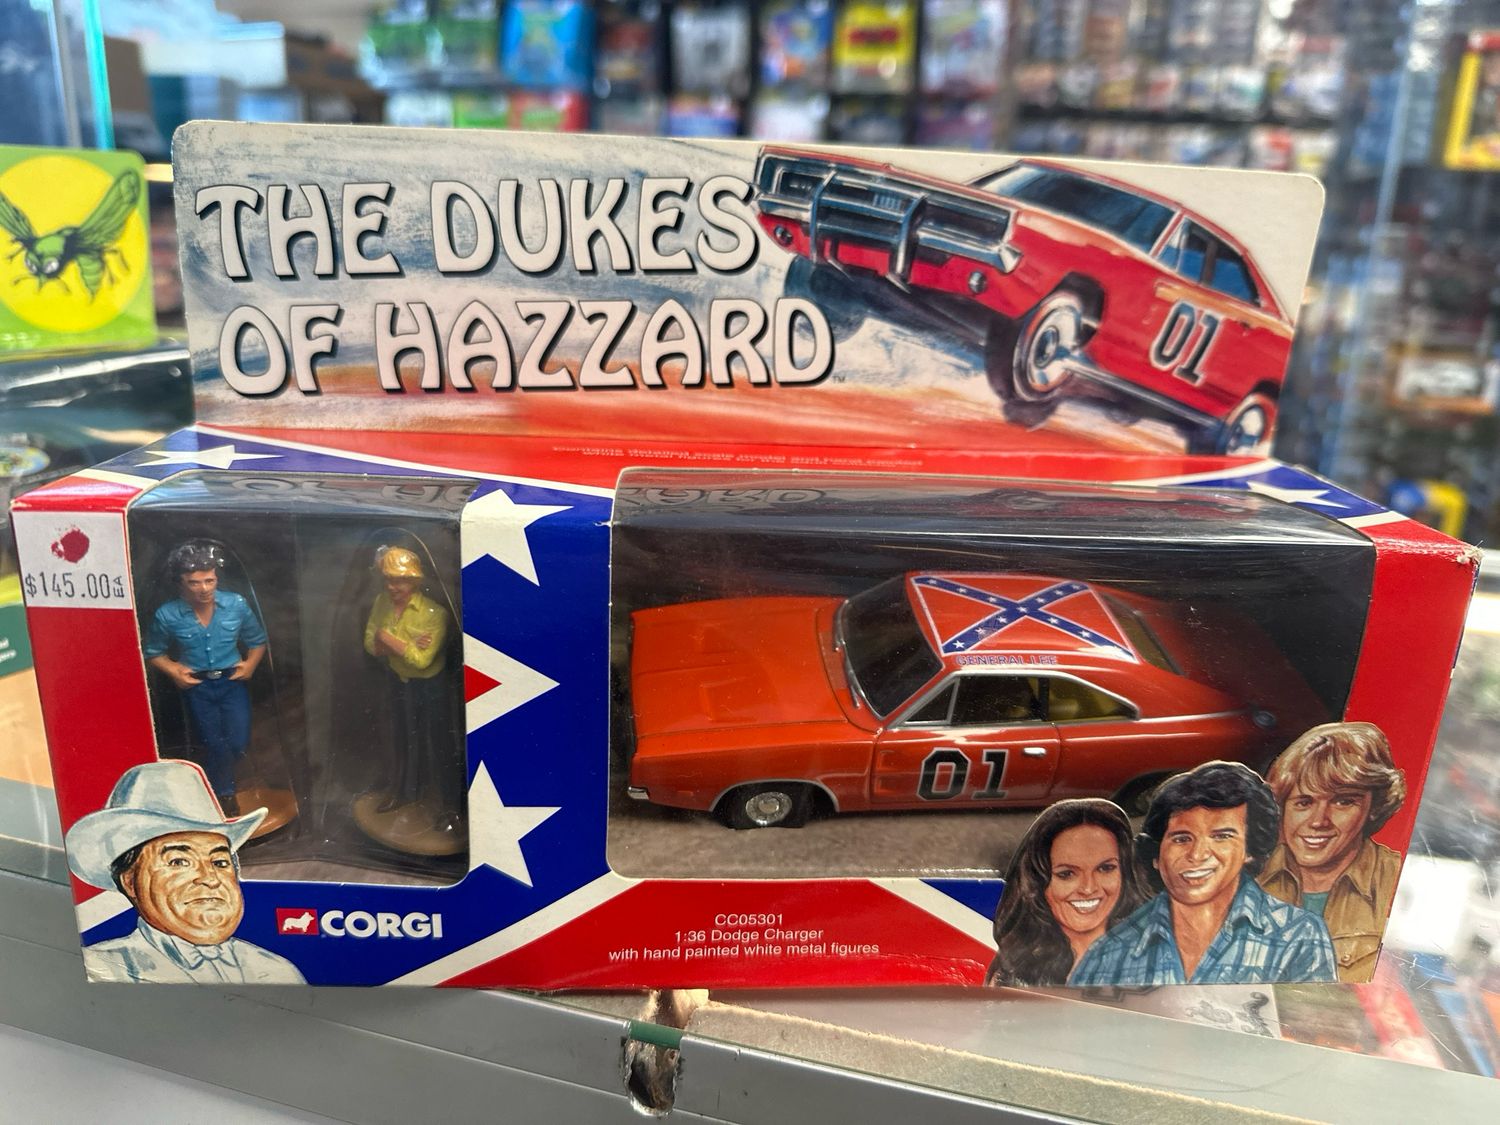 THE DUKES
OF HAZZARD
01
$145.00 EA
GENERAL LEE
01
CORGI
CC05301
1:36 Dodge Charger
with hand painted white metal figures